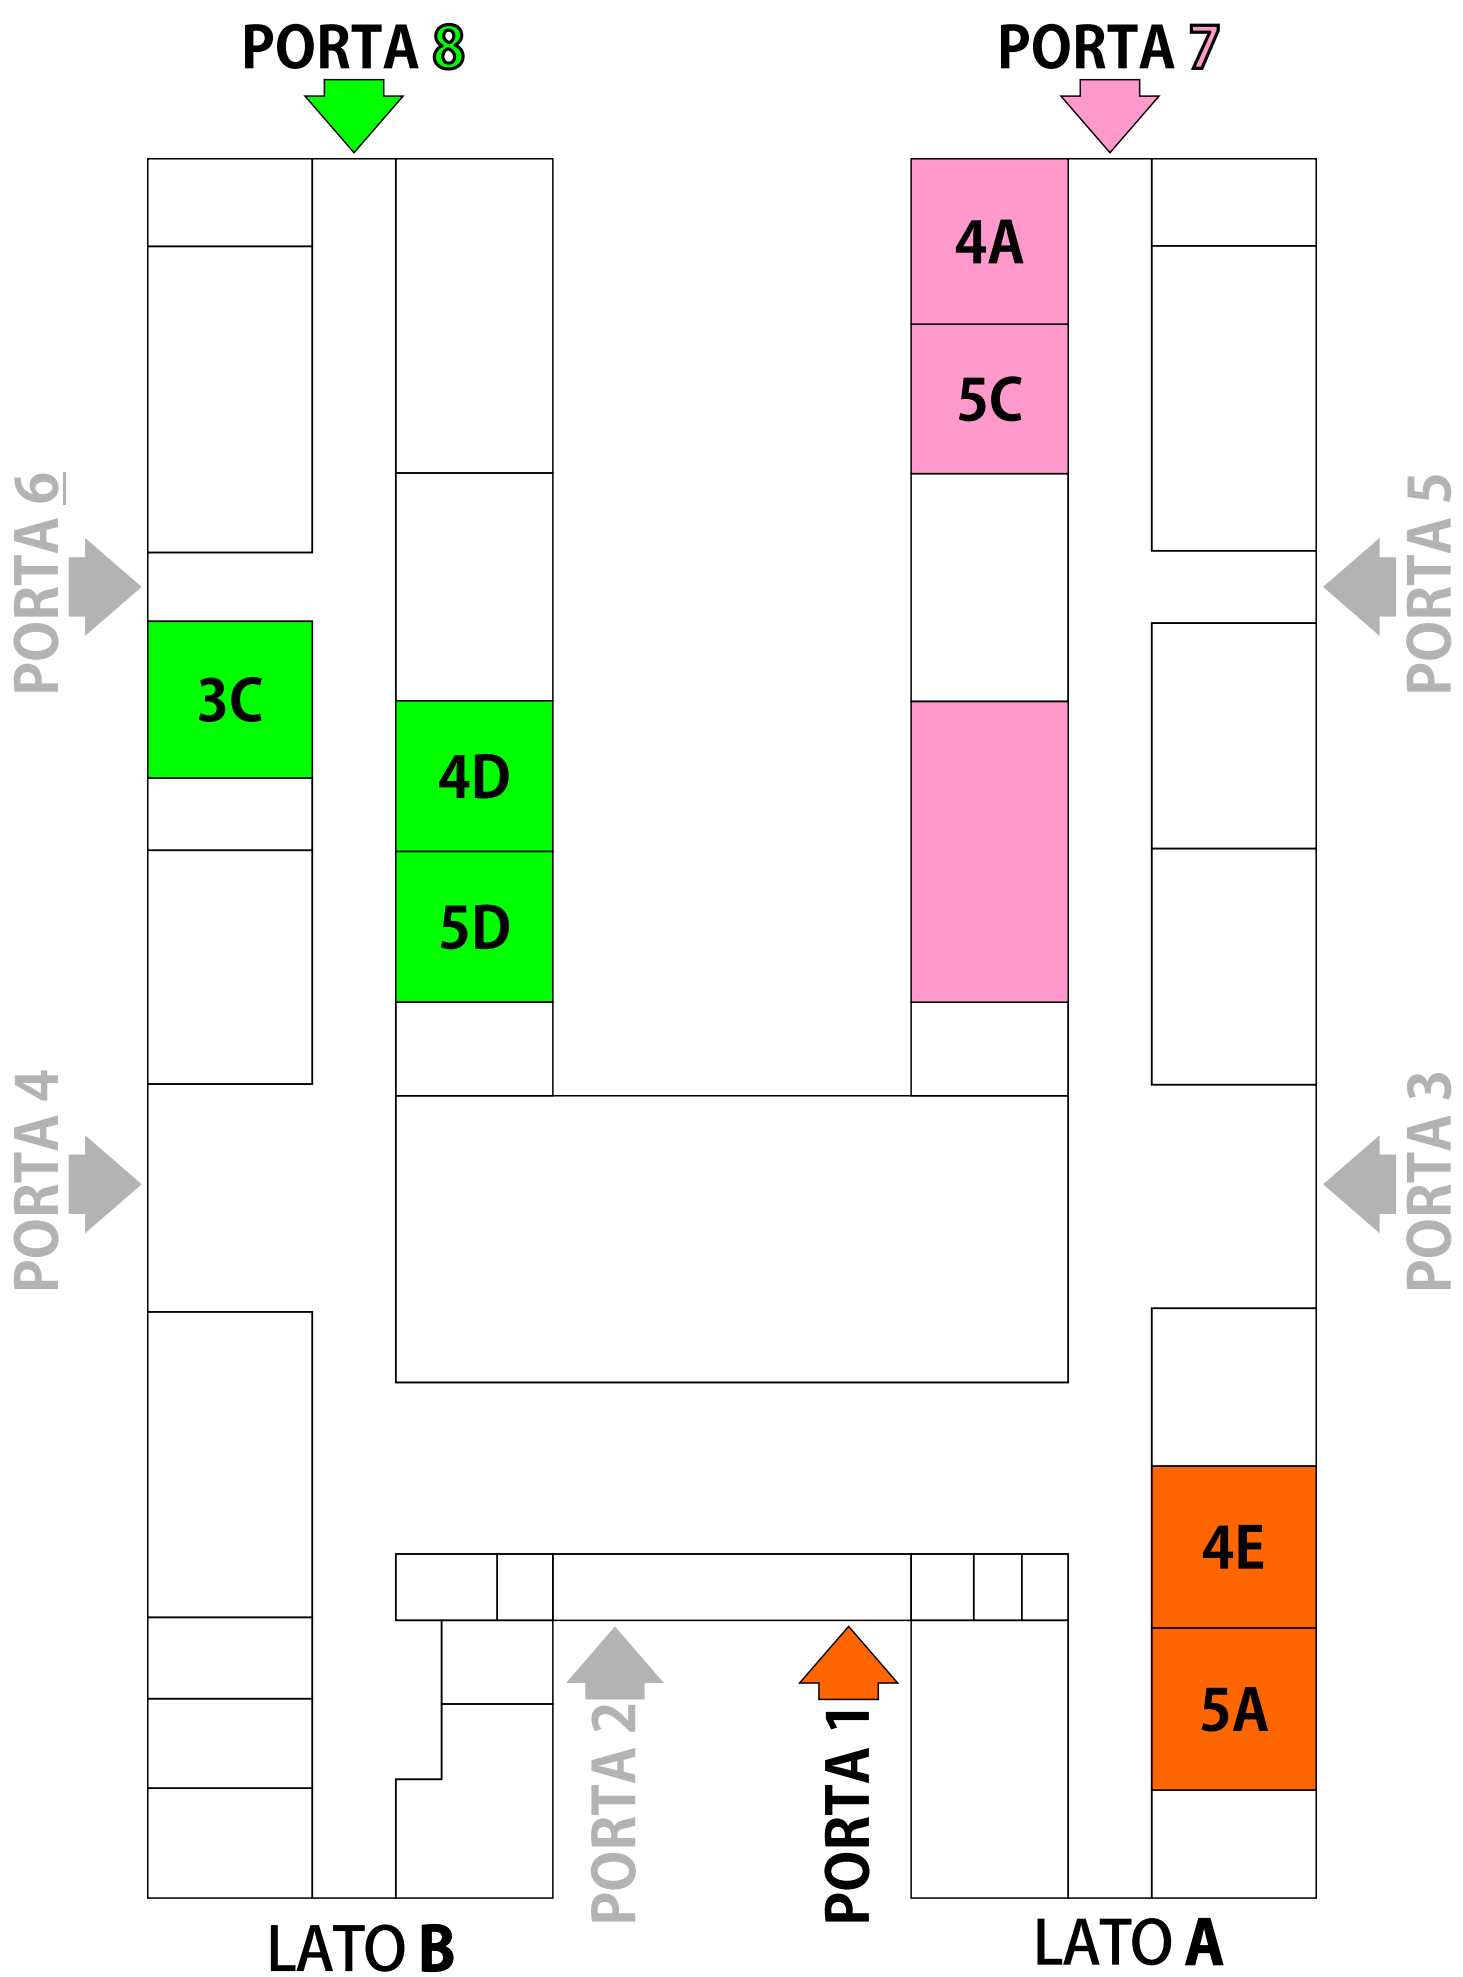 PORTA 8
PORTA 7
4A
5C
PORTA 6
PORTA 5
3C
4D
5D
PORTA 4
PORTA 3
4E
5A
PORTA 2
PORTA 1
LATO B
LATO A